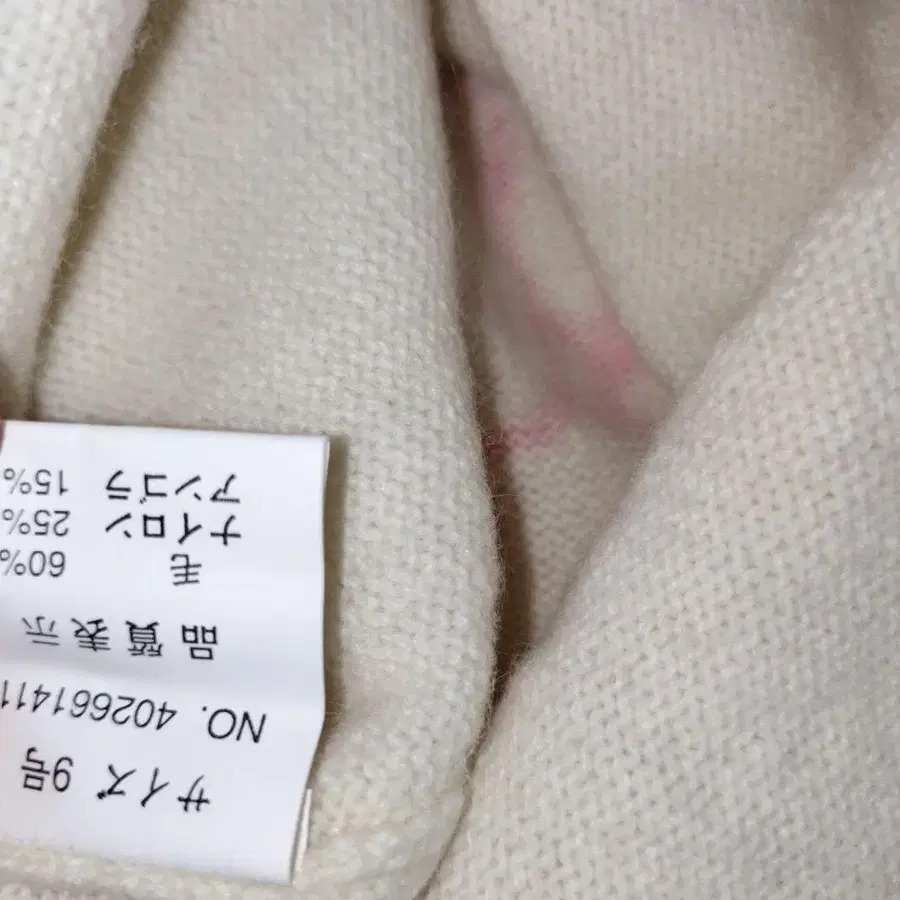 サイズ 9号
NO. 402661411
品質表示
毛 60%
ナイロン 25%
アンゴラ 15%